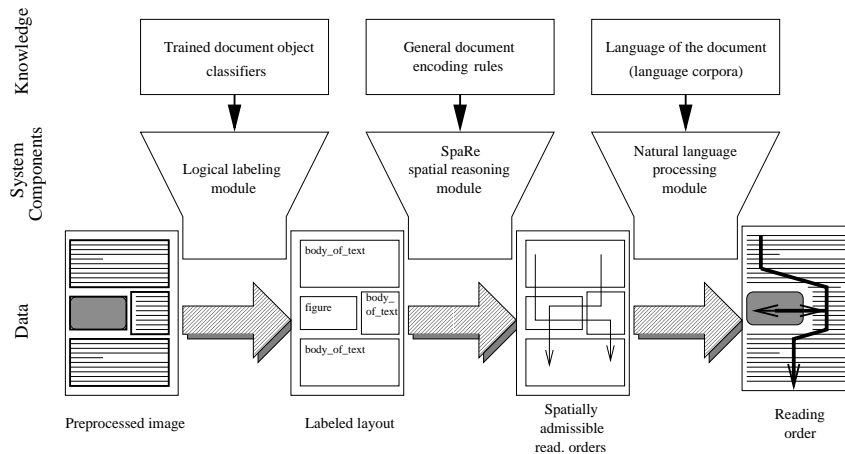 Knowledge
Trained document object
classifiers
General document
encoding rules
Language of the document
(language corpora)
System
Components
Logical labeling
module
SpaRe
spatial reasoning
module
Natural language
processing
module
Data
body_of_text
figure
body_
of_text
body_of_text
Preprocessed image
Labeled layout
Spatially
admissible
read. orders
Reading
order